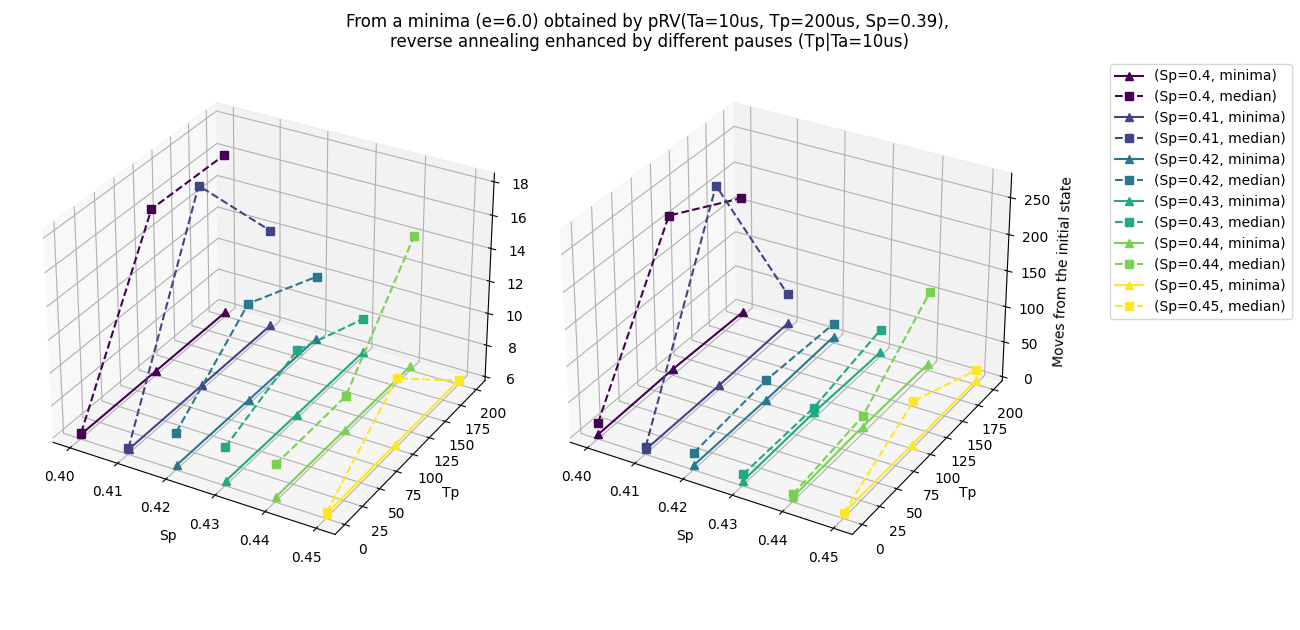 From a minima (e=6.0) obtained by pRV(Ta=10us, Tp=200us, Sp=0.39),
reverse annealing enhanced by different pauses (Tp|Ta=10us)
18
16
14
12
10
8
6
0.40
0.41
0.42
0.43
0.44
0.45
Sp
0
25
50
75
100
125
150
175
200
Tp
250
200
150
100
50
0
Moves from the initial state
0.40
0.41
0.42
0.43
0.44
0.45
Sp
0
25
50
75
100
125
150
175
200
Tp
(Sp=0.4, minima)
(Sp=0.4, median)
(Sp=0.41, minima)
(Sp=0.41, median)
(Sp=0.42, minima)
(Sp=0.42, median)
(Sp=0.43, minima)
(Sp=0.43, median)
(Sp=0.44, minima)
(Sp=0.44, median)
(Sp=0.45, minima)
(Sp=0.45, median)